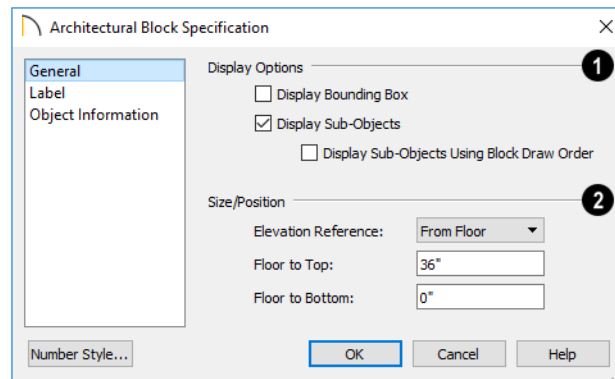 Architectural Block Specification
General
Label
Object Information
Display Options
1
Display Bounding Box
Display Sub-Objects
Display Sub-Objects Using Block Draw Order
Size/Position
2
Elevation Reference: From Floor
Floor to Top: 36"
Floor to Bottom: 0"
Number Style... OK Cancel Help